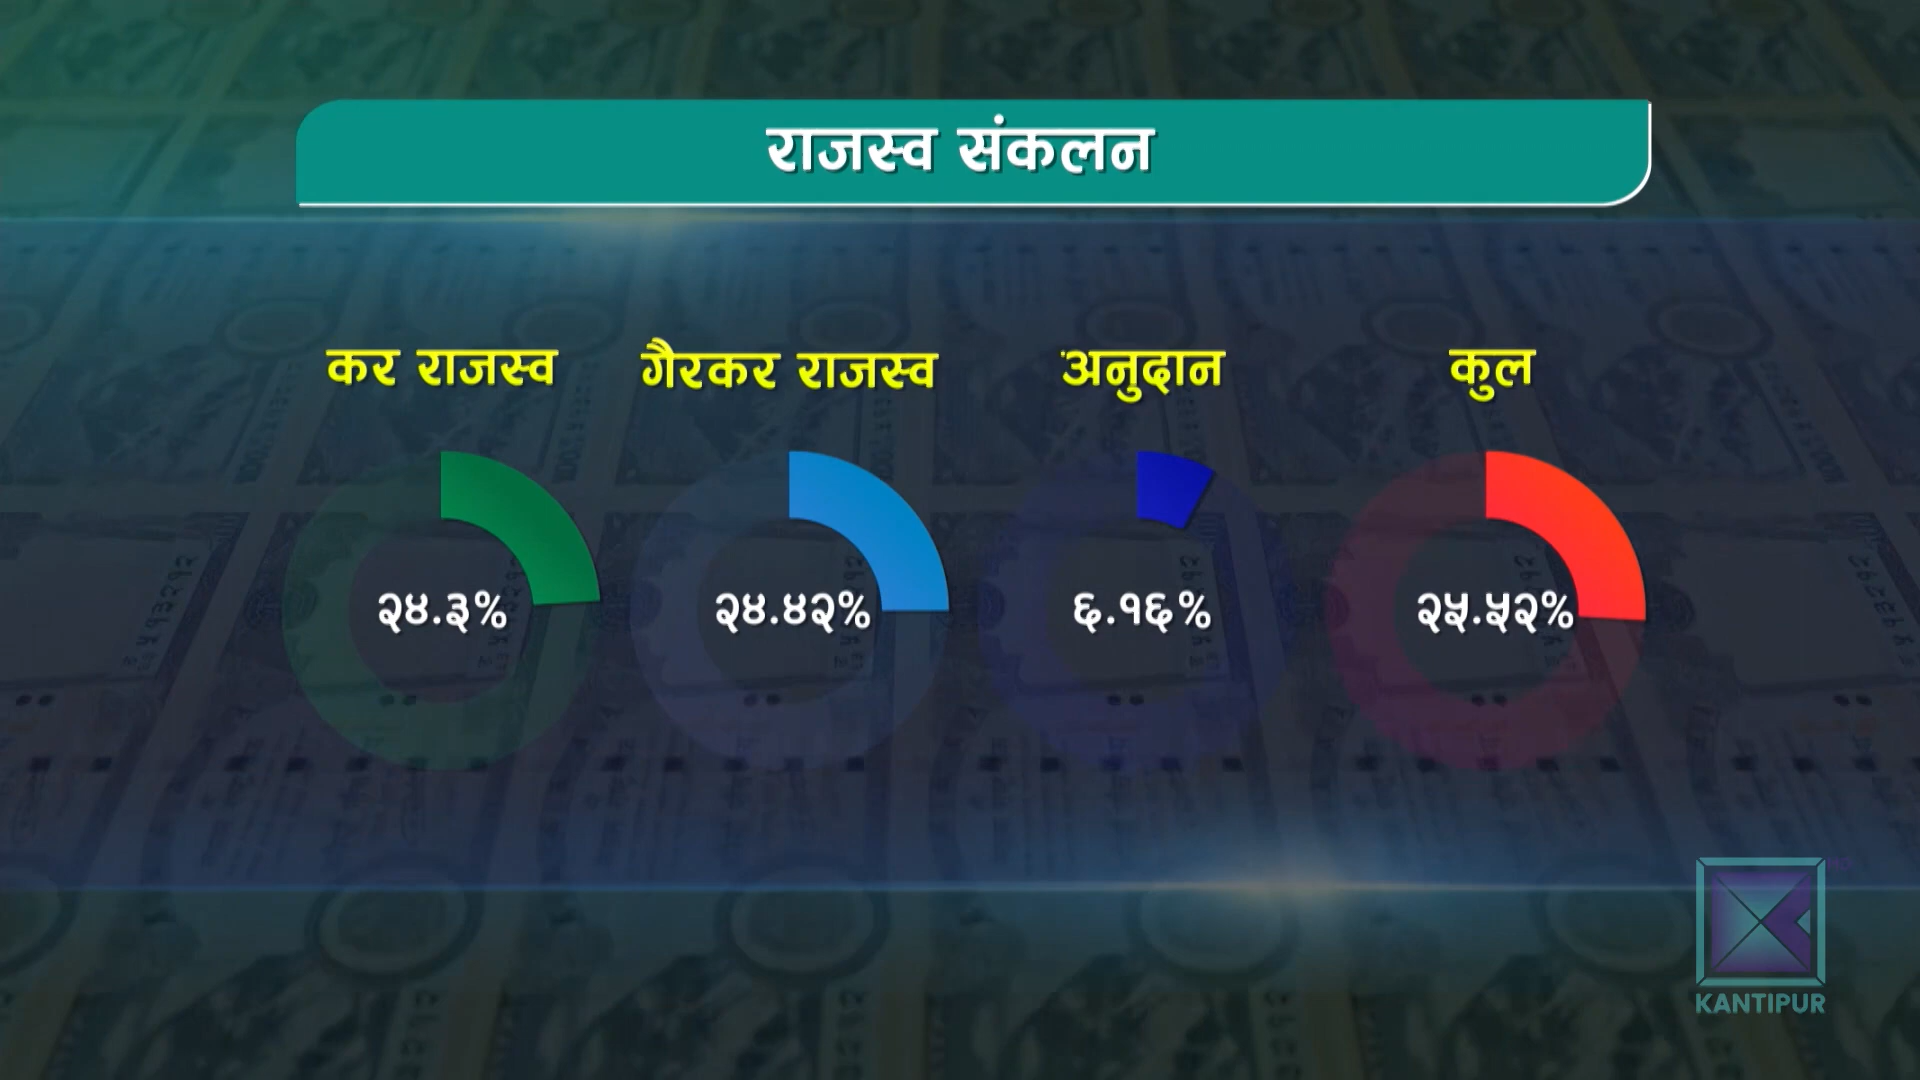 राजस्व संकलन
कर राजस्व
गैरकर राजस्व
अनुदान
कुल
२४.३%
२४.४२%
६.१६%
२५.५२%
KANTIPUR